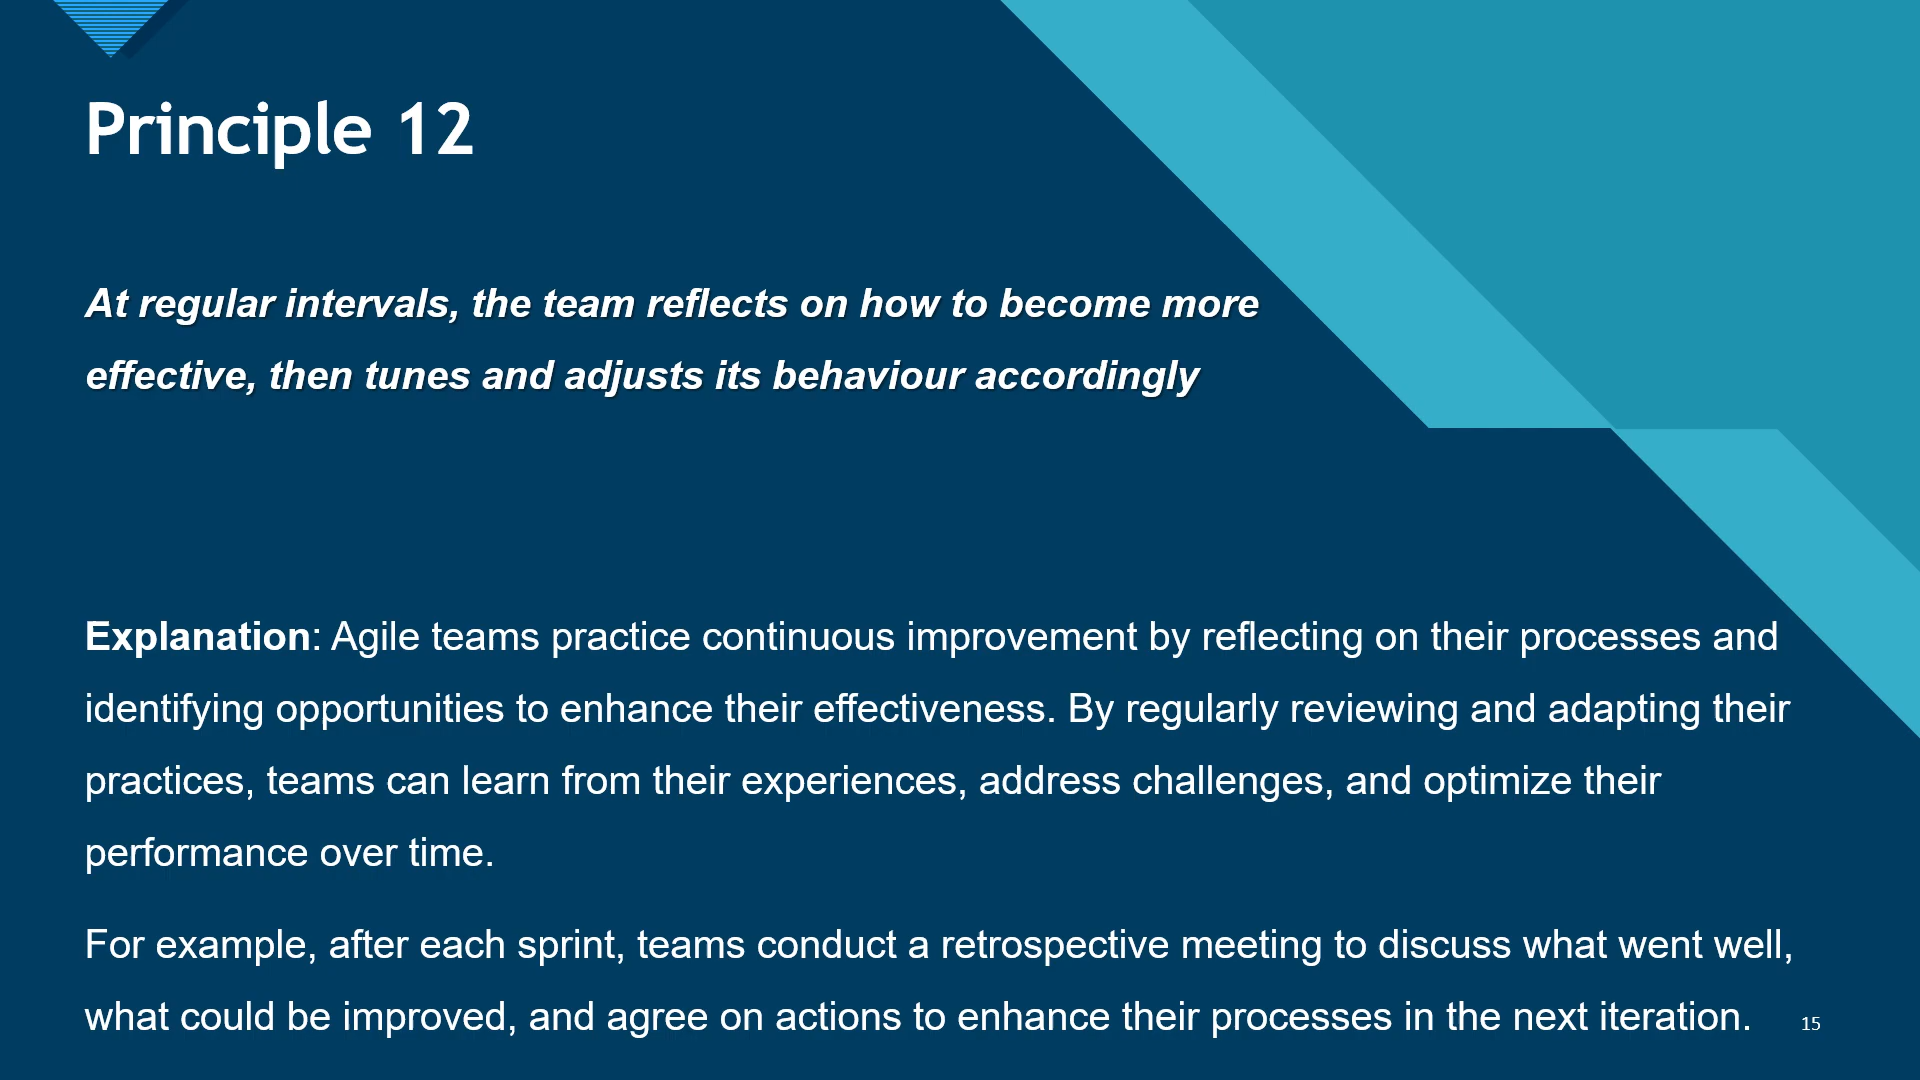 Principle 12
At regular intervals, the team reflects on how to become more
effective, then tunes and adjusts its behaviour accordingly
Explanation: Agile teams practice continuous improvement by reflecting on their processes and
identifying opportunities to enhance their effectiveness. By regularly reviewing and adapting their
practices, teams can learn from their experiences, address challenges, and optimize their
performance over time.
For example, after each sprint, teams conduct a retrospective meeting to discuss what went well,
what could be improved, and agree on actions to enhance their processes in the next iteration.
15